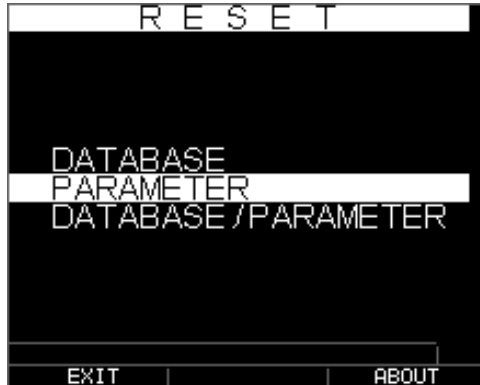 R E S E T
DATABASE
PARAMETER
DATABASE/PARAMETER
EXIT ABOUT